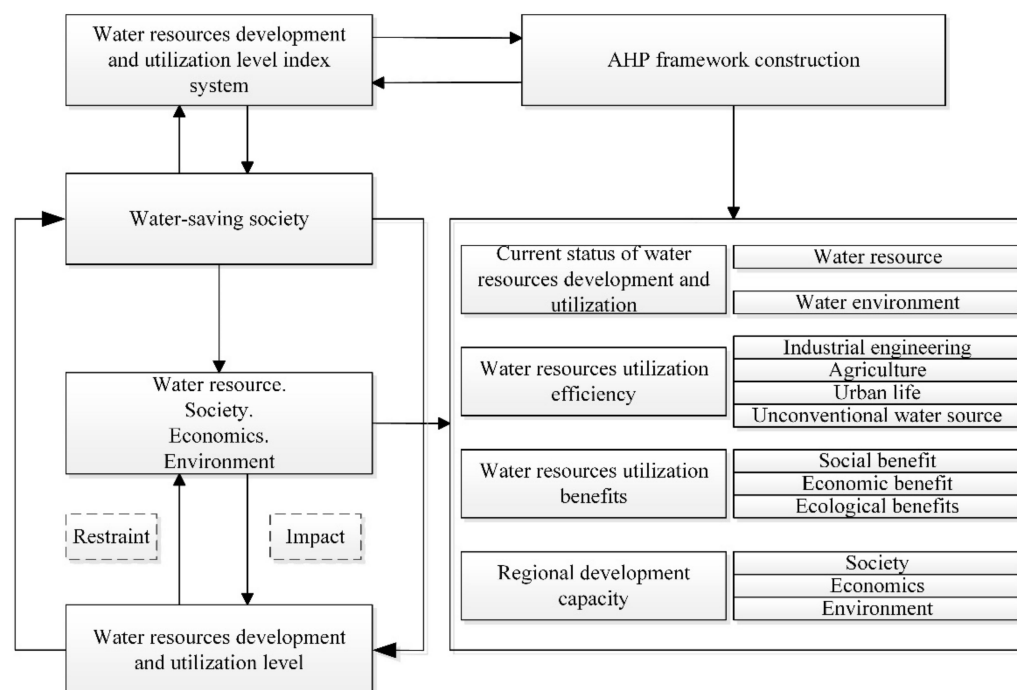 Water resources development
and utilization level index
system
AHP framework construction
Water-saving society
Water resource.
Society.
Economics.
Environment
Restraint
Impact
Water resources development
and utilization level
Current status of water
resources development and
utilization
Water resource
Water environment
Water resources utilization
efficiency
Industrial engineering
Agriculture
Urban life
Unconventional water source
Water resources utilization
benefits
Social benefit
Economic benefit
Ecological benefits
Regional development
capacity
Society
Economics
Environment